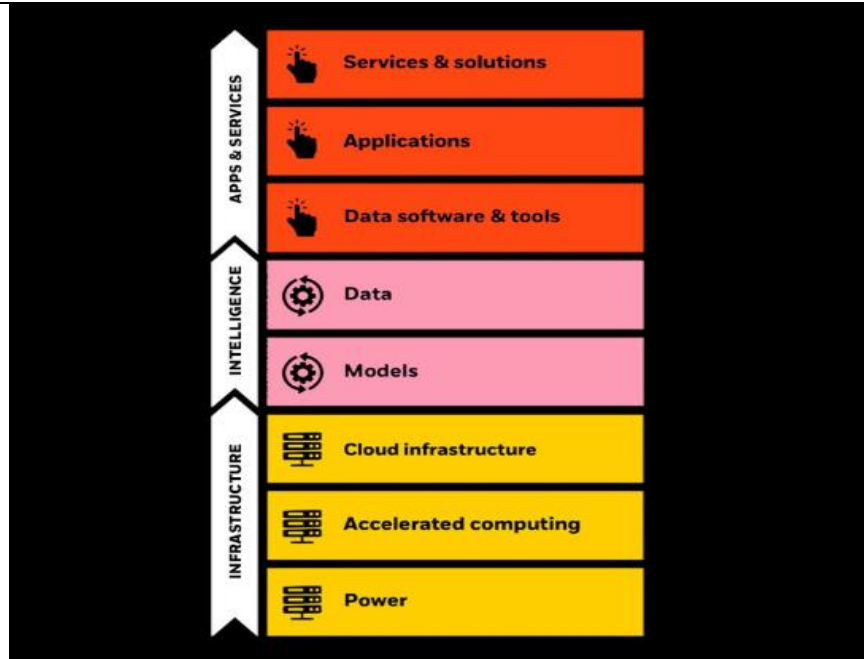 APPS & SERVICES
Services & solutions
Applications
Data software & tools
INTELLIGENCE
Data
Models
INFRASTRUCTURE
Cloud infrastructure
Accelerated computing
Power